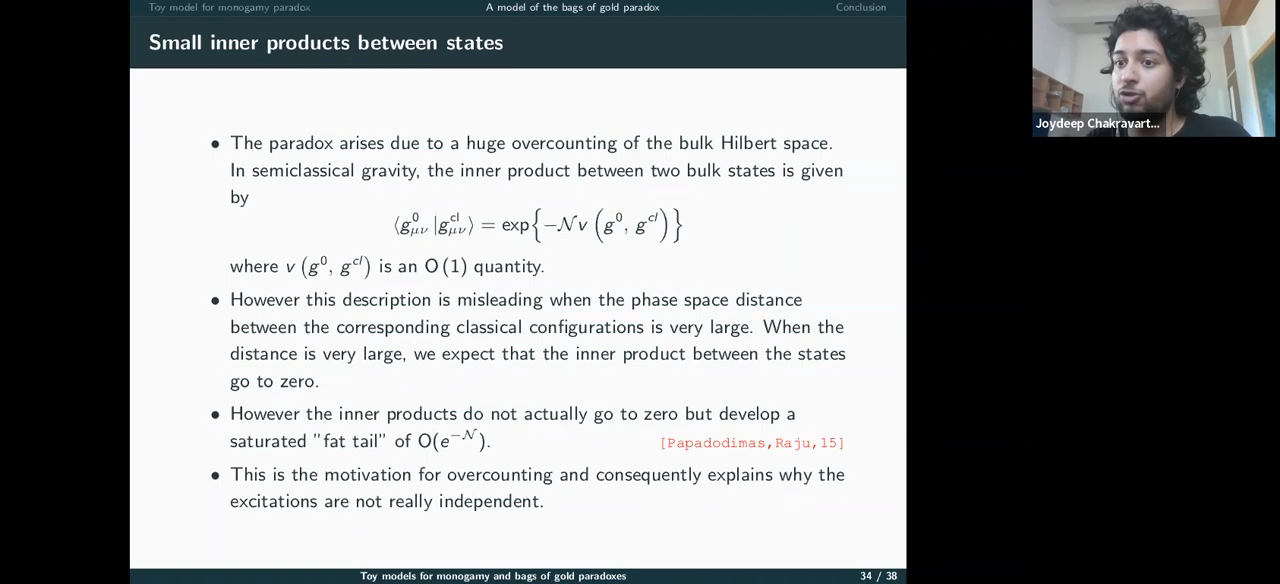 Toy model for monogamy paradox A model of the bags of gold paradox Conclusion
Small inner products between states
• The paradox arises due to a huge overcounting of the bulk Hilbert space.
In semiclassical gravity, the inner product between two bulk states is given
by
⟨g⁰_μν |g^cl_μν⟩ = exp{−𝒩v (g⁰, g^cl)}
where v (g⁰, g^cl) is an O(1) quantity.
• However this description is misleading when the phase space distance
between the corresponding classical configurations is very large. When the
distance is very large, we expect that the inner product between the states
go to zero.
• However the inner products do not actually go to zero but develop a
saturated ”fat tail” of O(e^−𝒩). [Papadodimas,Raju,15]
• This is the motivation for overcounting and consequently explains why the
excitations are not really independent.
Toy models for monogamy and bags of gold paradoxes 34 / 38
Joydeep Chakravart...